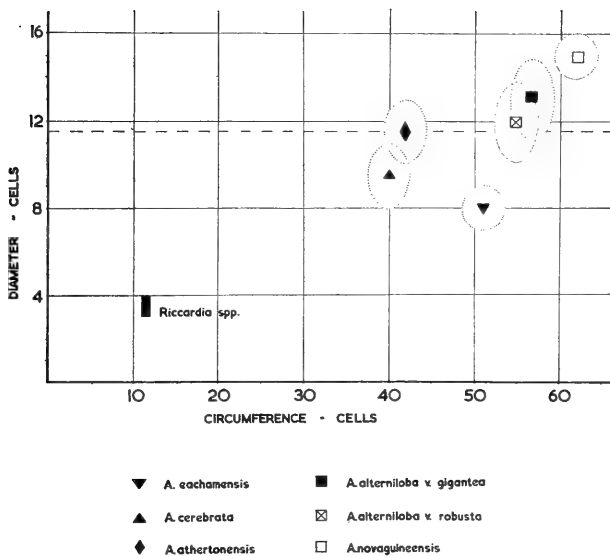 16
12
8
4
DIAMETER - CELLS
Riccardia spp.
10 20 30 40 50 60
CIRCUMFERENCE - CELLS
A. eachamensis
A. alterniloba v. gigantea
A. cerebrata
A. alterniloba v. robusta
A. athertonensis
A. novaguineensis